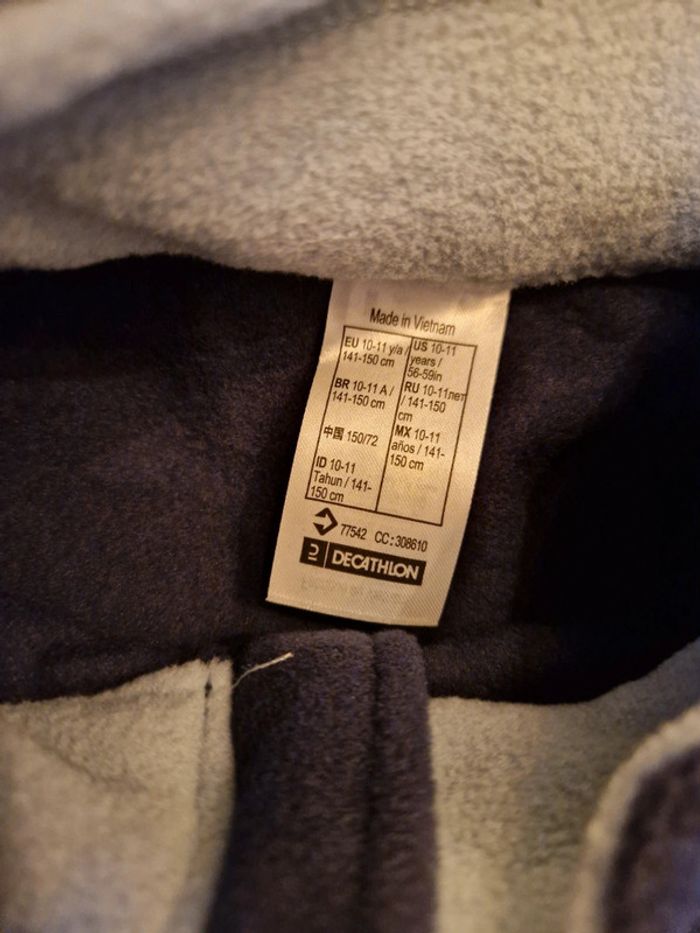 Made in Vietnam
EU 10-11 y/a /
141-150 cm
BR 10-11 A /
141-150 cm
中国 150/72
ID 10-11
Tahun / 141-
150 cm
US 10-11
years /
56-59in
RU 10-11лет
/ 141-150
cm
MX 10-11
años / 141-
150 cm
77542 CC: 308610
DECATHLON